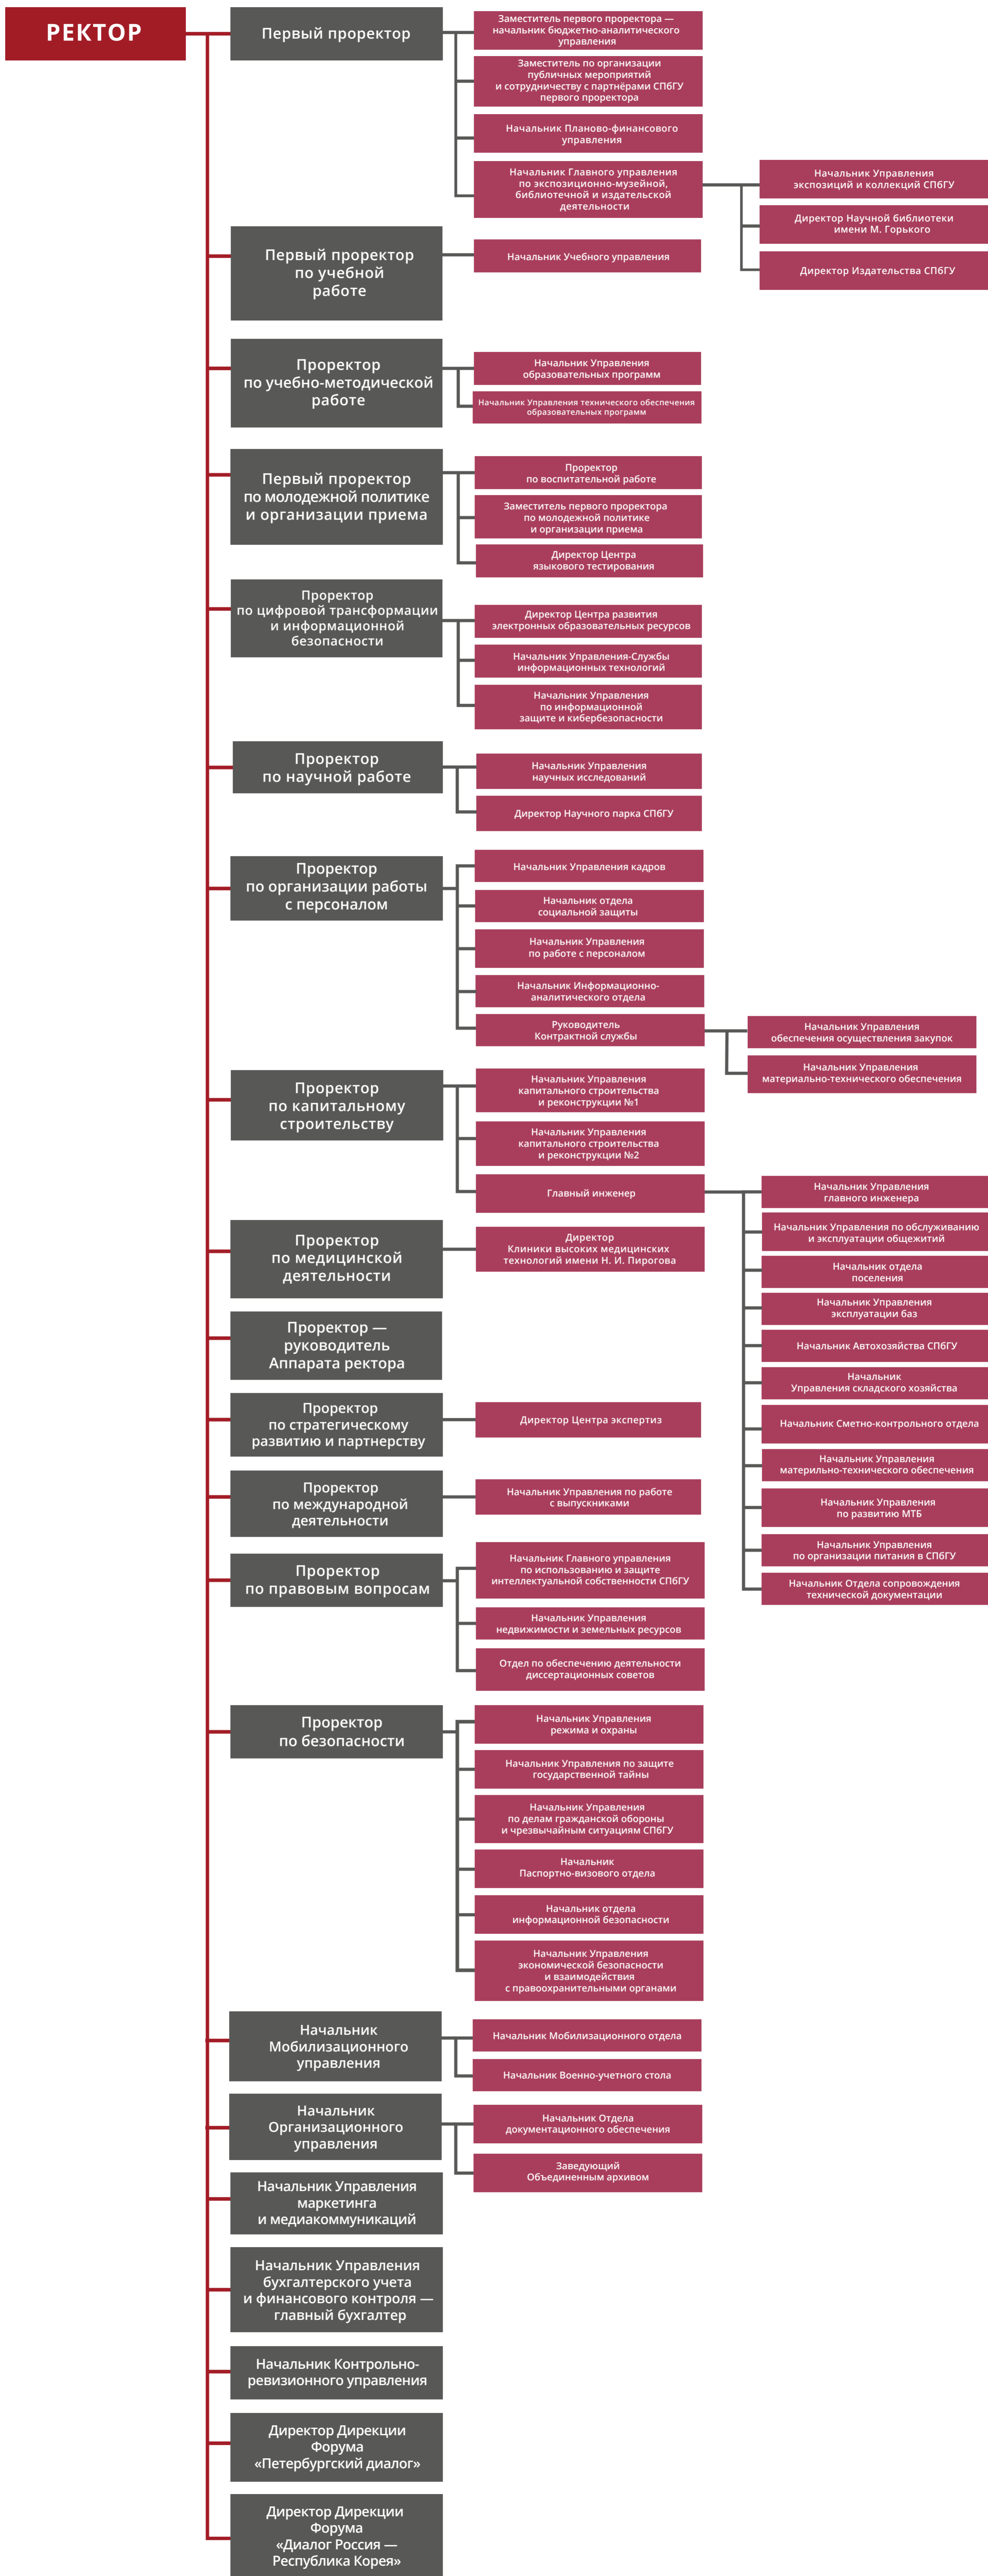 РЕКТОР
Первый проректор
Заместитель первого проректора —
начальник бюджетно-аналитического
управления
Заместитель по организации
публичных мероприятий
и сотрудничеству с партнёрами СПбГУ
первого проректора
Начальник Планово-финансового
управления
Начальник Главного управления
по экспозиционно-музейной,
библиотечной и издательской
деятельности
Начальник Управления
экспозиций и коллекций СПбГУ
Директор Научной библиотеки
имени М. Горького
Директор Издательства СПбГУ
Первый проректор
по учебной
работе
Начальник Учебного управления
Проректор
по учебно-методической
работе
Начальник Управления
образовательных программ
Начальник Управления технического обеспечения
образовательных программ
Первый проректор
по молодежной политике
и организации приема
Проректор
по воспитательной работе
Заместитель первого проректора
по молодежной политике
и организации приема
Директор Центра
языкового тестирования
Проректор
по цифровой трансформации
и информационной
безопасности
Директор Центра развития
электронных образовательных ресурсов
Начальник Управления-Службы
информационных технологий
Начальник Управления
по информационной
защите и кибербезопасности
Проректор
по научной работе
Начальник Управления
научных исследований
Директор Научного парка СПбГУ
Проректор
по организации работы
с персоналом
Начальник Управления кадров
Начальник отдела
социальной защиты
Начальник Управления
по работе с персоналом
Начальник Информационно-
аналитического отдела
Руководитель
Контрактной службы
Начальник Управления
обеспечения осуществления закупок
Начальник Управления
материально-технического обеспечения
Проректор
по капитальному
строительству
Начальник Управления
капитального строительства
и реконструкции №1
Начальник Управления
капитального строительства
и реконструкции №2
Главный инженер
Начальник Управления
главного инженера
Начальник Управления по обслуживанию
и эксплуатации общежитий
Начальник отдела
поселения
Начальник Управления
эксплуатации баз
Начальник Автохозяйства СПбГУ
Начальник
Управления складского хозяйства
Начальник Сметно-контрольного отдела
Начальник Управления
материльно-технического обеспечения
Начальник Управления
по развитию МТБ
Начальник Управления
по организации питания в СПбГУ
Начальник Отдела сопровождения
технической документации
Проректор
по медицинской
деятельности
Директор
Клиники высоких медицинских
технологий имени Н. И. Пирогова
Проректор —
руководитель
Аппарата ректора
Проректор
по стратегическому
развитию и партнерству
Директор Центра экспертиз
Проректор
по международной
деятельности
Начальник Управления по работе
с выпускниками
Проректор
по правовым вопросам
Начальник Главного управления
по использованию и защите
интеллектуальной собственности СПбГУ
Начальник Управления
недвижимости и земельных ресурсов
Отдел по обеспечению деятельности
диссертационных советов
Проректор
по безопасности
Начальник Управления
режима и охраны
Начальник Управления по защите
государственной тайны
Начальник Управления
по делам гражданской обороны
и чрезвычайным ситуациям СПбГУ
Начальник
Паспортно-визового отдела
Начальник отдела
информационной безопасности
Начальник Управления
экономической безопасности
и взаимодействия
с правоохранительными органами
Начальник
Мобилизационного
управления
Начальник Мобилизационного отдела
Начальник Военно-учетного стола
Начальник
Организационного
управления
Начальник Отдела
документационного обеспечения
Заведующий
Объединенным архивом
Начальник Управления
маркетинга
и медиакоммуникаций
Начальник Управления
бухгалтерского учета
и финансового контроля —
главный бухгалтер
Начальник Контрольно-
ревизионного управления
Директор Дирекции
Форума
«Петербургский диалог»
Директор Дирекции
Форума
«Диалог Россия —
Республика Корея»